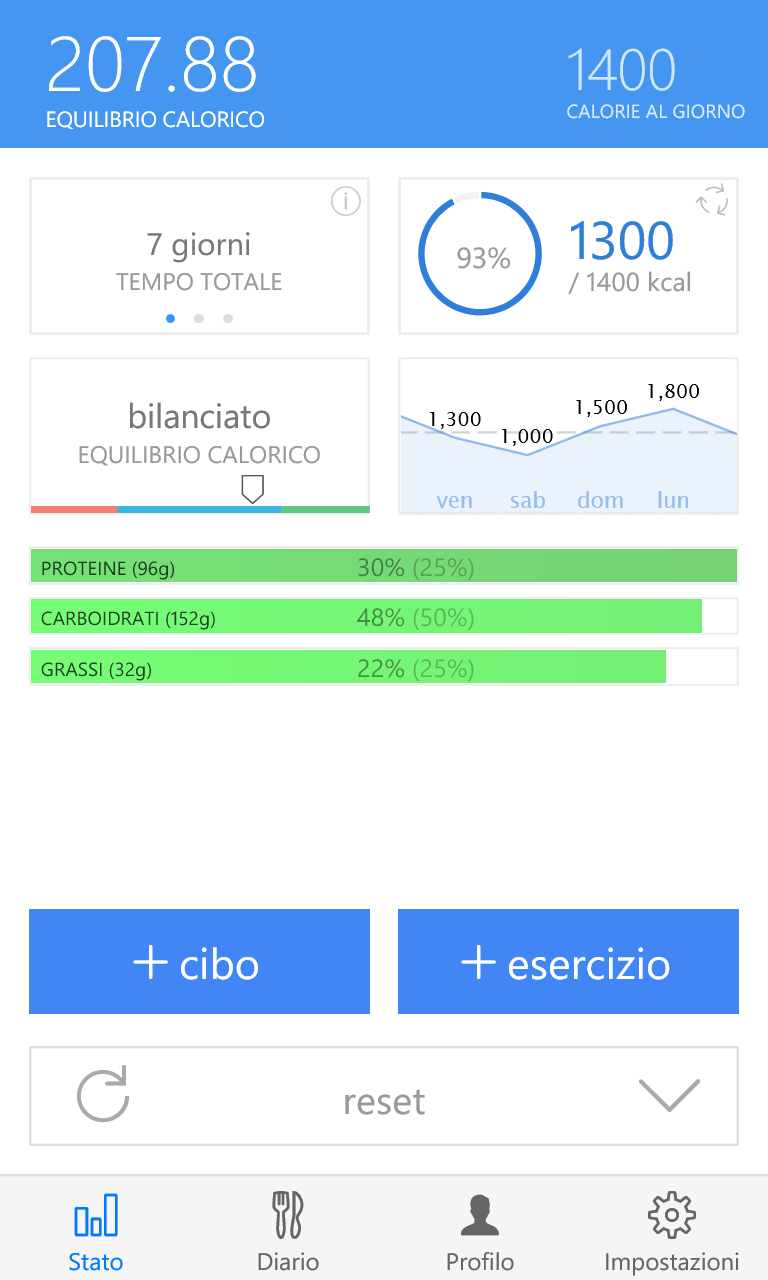 207.88
EQUILIBRIO CALORICO
1400
CALORIE AL GIORNO
7 giorni
TEMPO TOTALE
93%
1300
/ 1400 kcal
bilanciato
EQUILIBRIO CALORICO
1,300
1,000
1,500
1,800
ven sab dom lun
PROTEINE (96g) 30% (25%)
CARBOIDRATI (152g) 48% (50%)
GRASSI (32g) 22% (25%)
+ cibo
+ esercizio
reset
Stato Diario Profilo Impostazioni